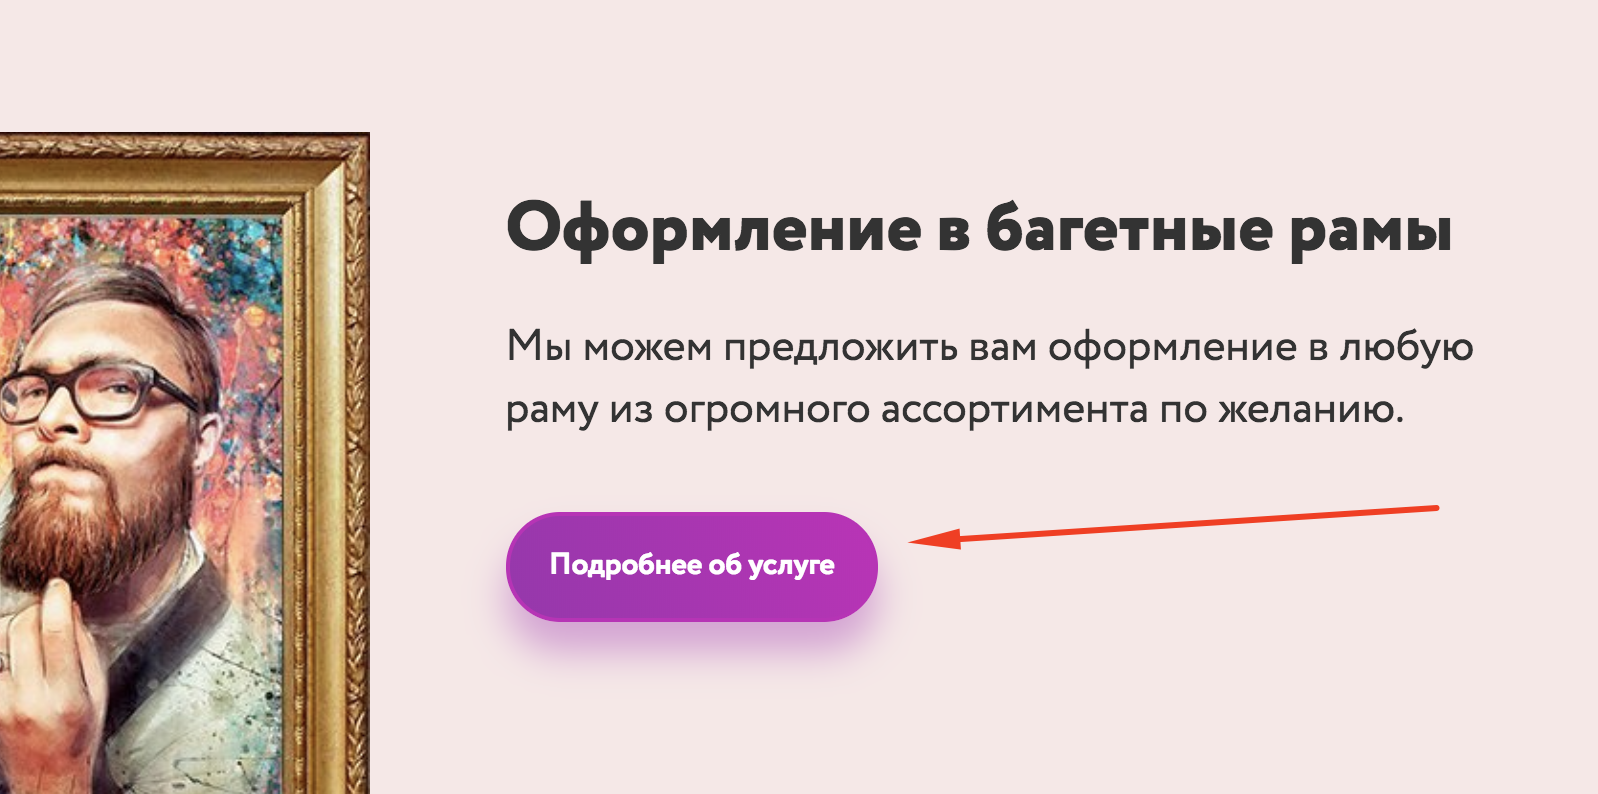 Оформление в багетные рамы
Мы можем предложить вам оформление в любую
раму из огромного ассортимента по желанию.
Подробнее об услуге